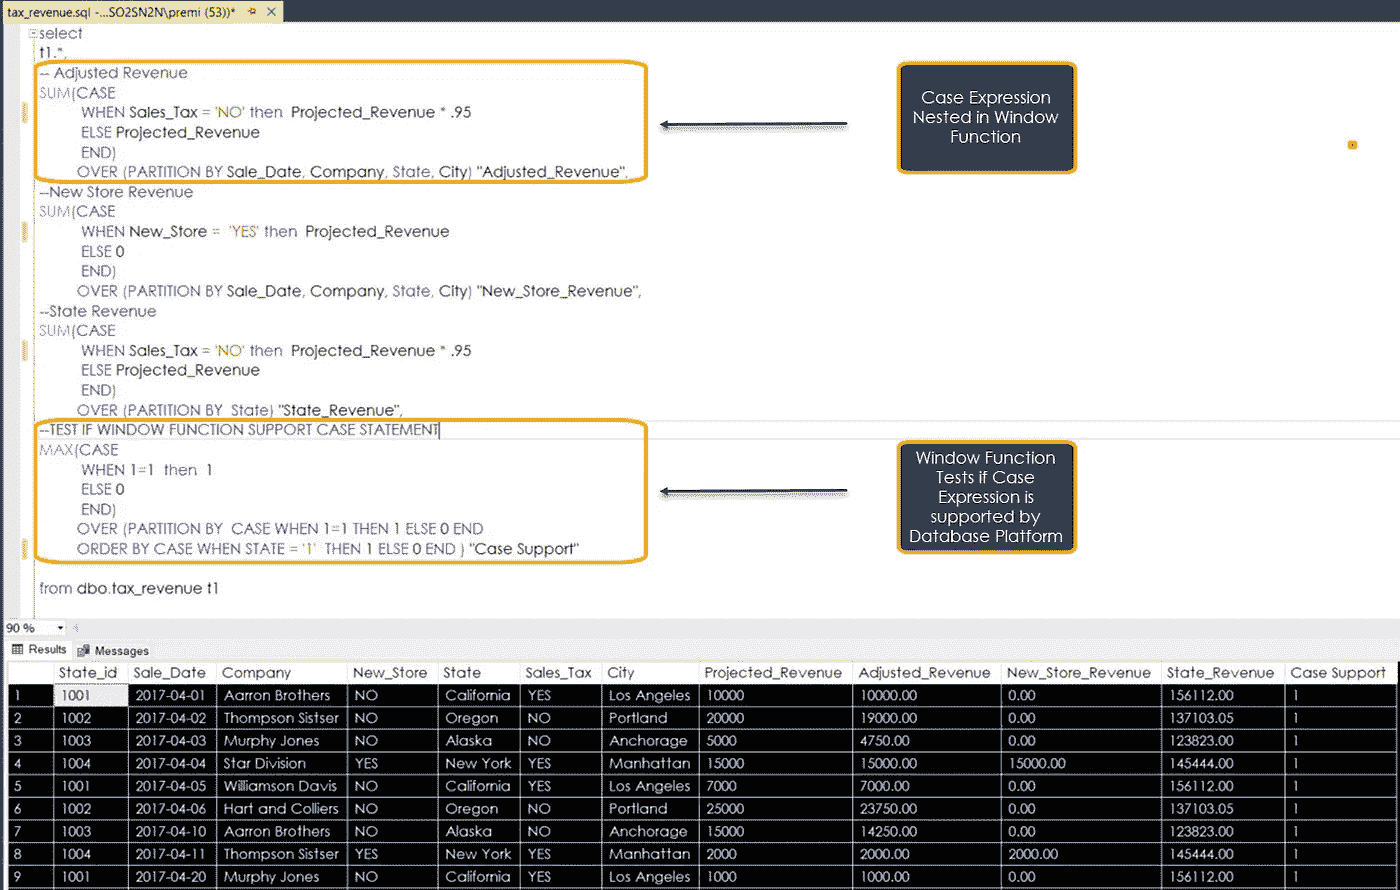 tax_revenue.sql -...SO2SN2N\premi (53))*
select
t1.*,
-- Adjusted Revenue
SUM(CASE
WHEN Sales_Tax = 'NO' then Projected_Revenue * .95
ELSE Projected_Revenue
END)
OVER (PARTITION BY Sale_Date, Company, State, City) "Adjusted_Revenue",
--New Store Revenue
SUM(CASE
WHEN New_Store = 'YES' then Projected_Revenue
ELSE 0
END)
OVER (PARTITION BY Sale_Date, Company, State, City) "New_Store_Revenue",
--State Revenue
SUM(CASE
WHEN Sales_Tax = 'NO' then Projected_Revenue * .95
ELSE Projected_Revenue
END)
OVER (PARTITION BY State) "State_Revenue",
--TEST IF WINDOW FUNCTION SUPPORT CASE STATEMENT
MAX(CASE
WHEN 1=1 then 1
ELSE 0
END)
OVER (PARTITION BY CASE WHEN 1=1 THEN 1 ELSE 0 END
ORDER BY CASE WHEN STATE = '1' THEN 1 ELSE 0 END ) "Case Support"
from dbo.tax_revenue t1
Case Expression
Nested in Window
Function
Window Function
Tests if Case
Expression is
supported by
Database Platform
90 %
Results Messages
State_id Sale_Date Company New_Store State Sales_Tax City Projected_Revenue Adjusted_Revenue New_Store_Revenue State_Revenue Case Support
1 1001 2017-04-01 Aarron Brothers NO California YES Los Angeles 10000 10000.00 0.00 156112.00 1
2 1002 2017-04-02 Thompson Sistser NO Oregon NO Portland 20000 19000.00 0.00 137103.05 1
3 1003 2017-04-03 Murphy Jones NO Alaska NO Anchorage 5000 4750.00 0.00 123823.00 1
4 1004 2017-04-04 Star Division YES New York YES Manhattan 15000 15000.00 15000.00 145444.00 1
5 1001 2017-04-05 Williamson Davis NO California YES Los Angeles 7000 7000.00 0.00 156112.00 1
6 1002 2017-04-06 Hart and Colliers NO Oregon NO Portland 25000 23750.00 0.00 137103.05 1
7 1003 2017-04-10 Aarron Brothers NO Alaska NO Anchorage 15000 14250.00 0.00 123823.00 1
8 1004 2017-04-11 Thompson Sistser YES New York YES Manhattan 2000 2000.00 2000.00 145444.00 1
9 1001 2017-04-20 Murphy Jones NO California YES Los Angeles 1000 1000.00 0.00 156112.00 1